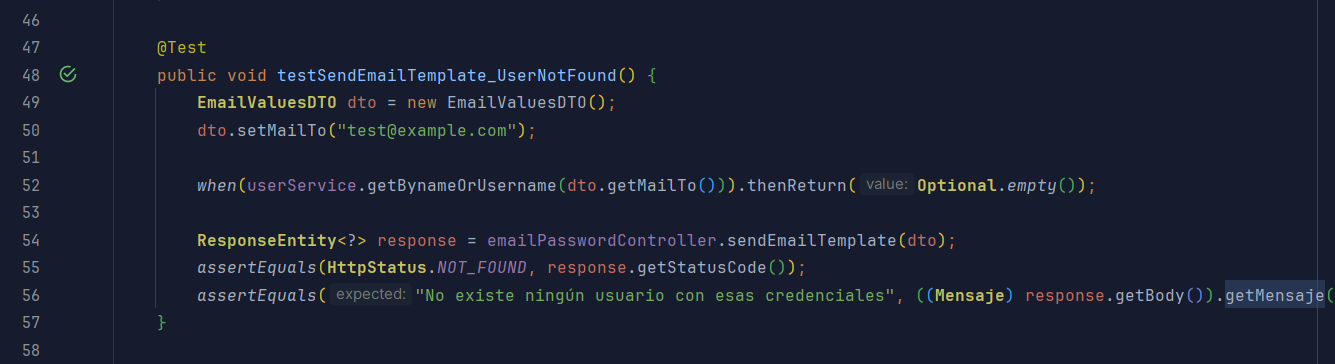 46
47 @Test
48 public void testSendEmailTemplate_UserNotFound() {
49 EmailValuesDTO dto = new EmailValuesDTO();
50 dto.setMailTo("test@example.com");
51
52 when(userService.getBynameOrUsername(dto.getMailTo())).thenReturn( value: Optional.empty());
53
54 ResponseEntity<?> response = emailPasswordController.sendEmailTemplate(dto);
55 assertEquals(HttpStatus.NOT_FOUND, response.getStatusCode());
56 assertEquals( expected: "No existe ningún usuario con esas credenciales", ((Mensaje) response.getBody()).getMensaje(
57 }
58